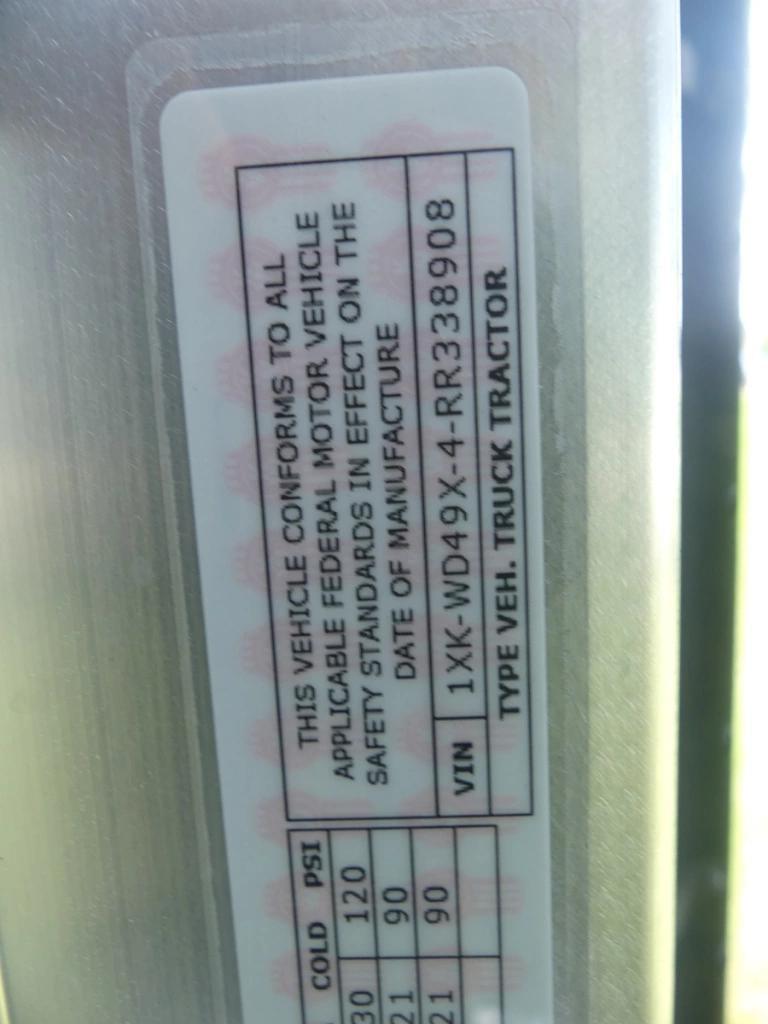 THIS VEHICLE CONFORMS TO ALL
APPLICABLE FEDERAL MOTOR VEHICLE
SAFETY STANDARDS IN EFFECT ON THE
DATE OF MANUFACTURE
VIN 1XK-WD49X-4-RR338908
TYPE VEH. TRUCK TRACTOR
COLD PSI
30 120
21 90
21 90